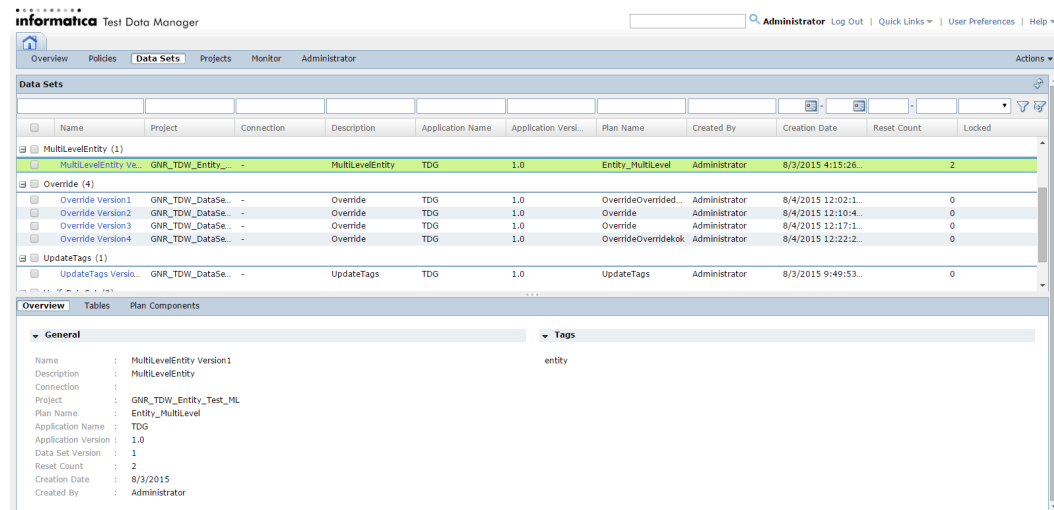 informatica Test Data Manager
Administrator Log Out | Quick Links | User Preferences | Help
Overview Policies Data Sets Projects Monitor Administrator Actions
Data Sets
- -
Name Project Connection Description Application Name Application Versi... Plan Name Created By Creation Date Reset Count Locked
MultiLevelEntity (1)
MultiLevelEntity Ve... GNR_TDW_Entity_... - MultiLevelEntity TDG 1.0 Entity_MultiLevel Administrator 8/3/2015 4:15:26... 2
Override (4)
Override Version1 GNR_TDW_DataSe... - Override TDG 1.0 OverrideOverrided... Administrator 8/4/2015 12:02:1... 0
Override Version2 GNR_TDW_DataSe... - Override TDG 1.0 Override Administrator 8/4/2015 12:10:4... 0
Override Version3 GNR_TDW_DataSe... - Override TDG 1.0 Override Administrator 8/4/2015 12:17:1... 0
Override Version4 GNR_TDW_DataSe... - Override TDG 1.0 OverrideOverridekok Administrator 8/4/2015 12:22:2... 0
UpdateTags (1)
UpdateTags Versio... GNR_TDW_DataSe... - UpdateTags TDG 1.0 UpdateTags Administrator 8/3/2015 9:49:53... 0
Overview Tables Plan Components
General
Name : MultiLevelEntity Version1
Description : MultiLevelEntity
Connection :
Project : GNR_TDW_Entity_Test_ML
Plan Name : Entity_MultiLevel
Application Name : TDG
Application Version : 1.0
Data Set Version : 1
Reset Count : 2
Creation Date : 8/3/2015
Created By : Administrator
Tags
entity